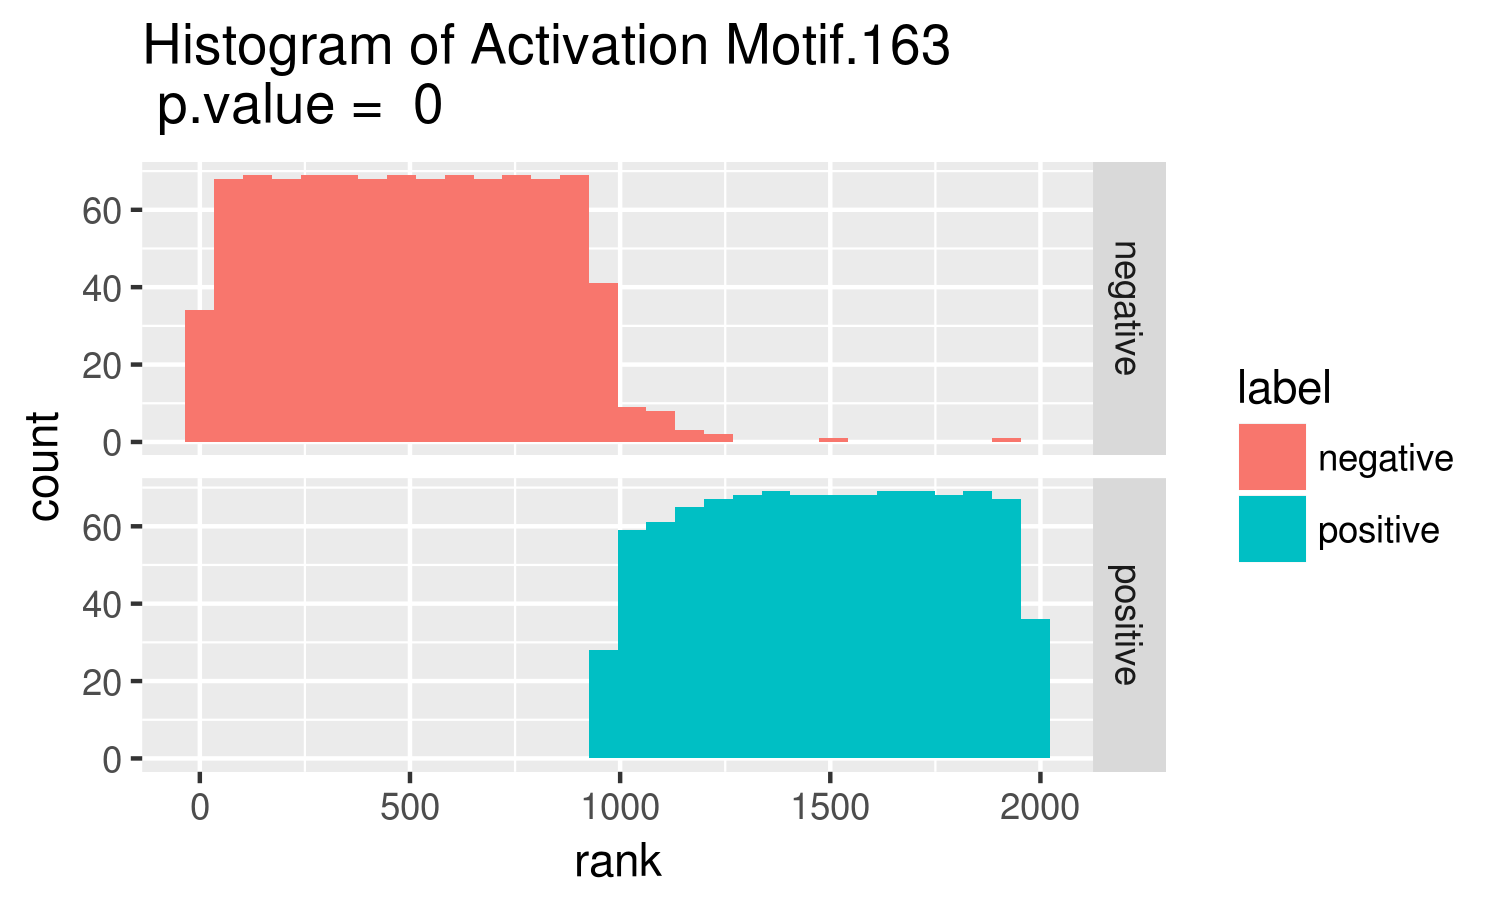 Histogram of Activation Motif.163
p.value =  0
count
60
40
20
0
negative
60
40
20
0
positive
0 500 1000 1500 2000
rank
label
negative
positive